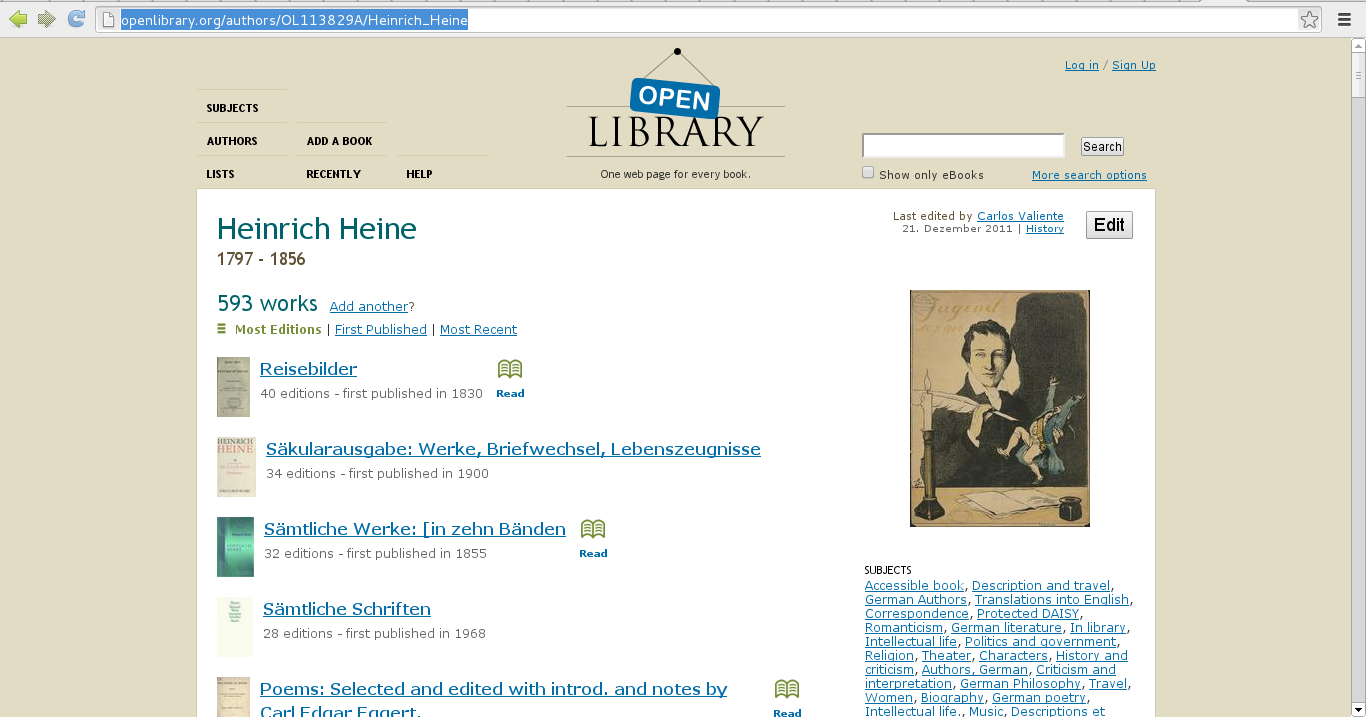 openlibrary.org/authors/OL113829A/Heinrich_Heine
Log in / Sign Up
OPEN
LIBRARY
One web page for every book.
SUBJECTS
AUTHORS
ADD A BOOK
LISTS
RECENTLY
HELP
Search
Show only eBooks
More search options
Heinrich Heine
1797 - 1856
Last edited by Carlos Valiente
21. Dezember 2011 | History
Edit
593 works Add another?
Most Editions | First Published | Most Recent
Reisebilder
40 editions - first published in 1830
Read
HEINRICH
HEINE
Säkularausgabe: Werke, Briefwechsel, Lebenszeugnisse
34 editions - first published in 1900
Sämtliche Werke: [in zehn Bänden
32 editions - first published in 1855
Read
Sämtliche Schriften
28 editions - first published in 1968
Poems: Selected and edited with introd. and notes by
Carl Edgar Eggert.
Read
Jugend
SUBJECTS
Accessible book, Description and travel,
German Authors, Translations into English,
Correspondence, Protected DAISY,
Romanticism, German literature, In library,
Intellectual life, Politics and government,
Religion, Theater, Characters, History and
criticism, Authors, German, Criticism and
interpretation, German Philosophy, Travel,
Women, Biography, German poetry,
Intellectual life., Music, Descriptions et